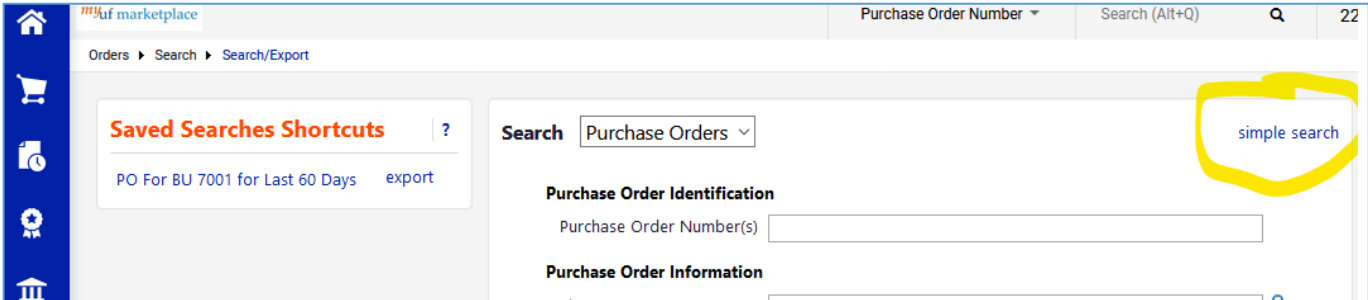 myuf marketplace
Purchase Order Number
Search (Alt+Q)
22
Orders Search Search/Export
Saved Searches Shortcuts ?
PO For BU 7001 for Last 60 Days export
Search Purchase Orders
simple search
Purchase Order Identification
Purchase Order Number(s)
Purchase Order Information